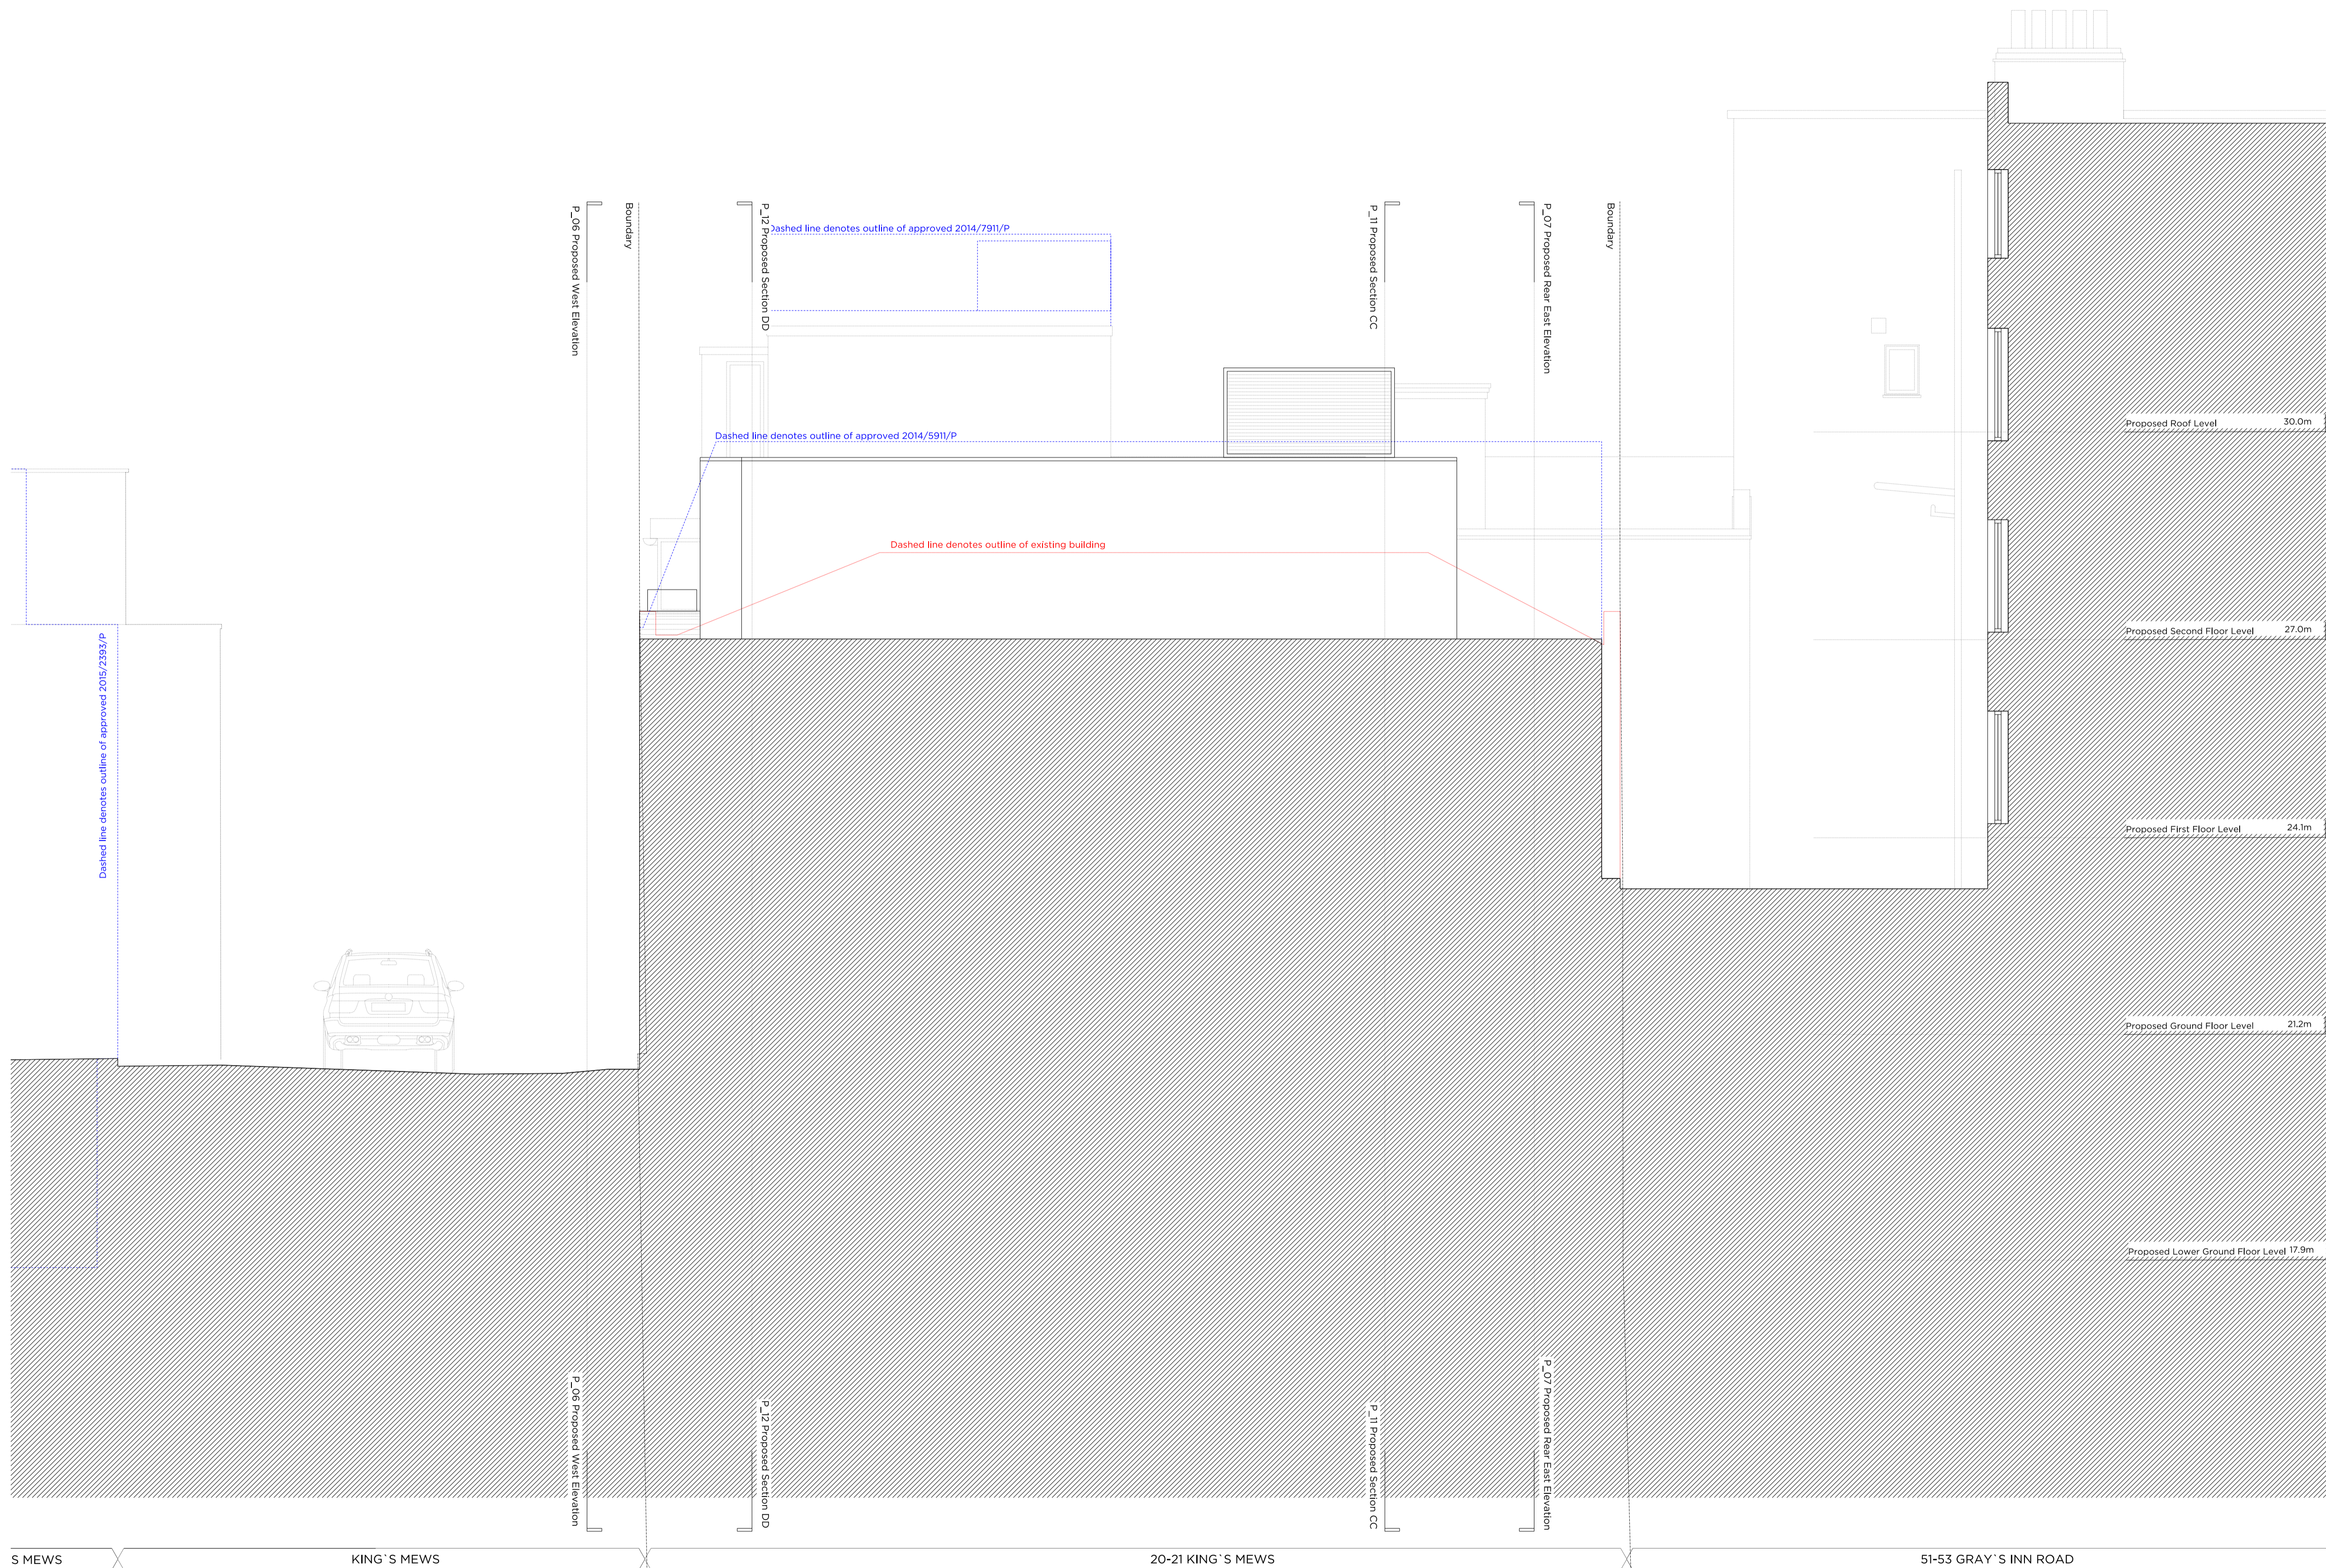 P_06 Proposed West Elevation
Boundary
P_12 Proposed Section DD
Dashed line denotes outline of approved 2014/7911/P
P_11 Proposed Section CC
P_07 Proposed Rear East Elevation
Boundary
Proposed Roof Level 30.0m
Dashed line denotes outline of approved 2014/5911/P
Dashed line denotes outline of existing building
Proposed Second Floor Level 27.0m
Dashed line denotes outline of approved 2015/2393/P
Proposed First Floor Level 24.1m
Proposed Ground Floor Level 21.2m
Proposed Lower Ground Floor Level 17.9m
P_06 Proposed West Elevation
P_12 Proposed Section DD
P_11 Proposed Section CC
P_07 Proposed Rear East Elevation
S MEWS
KING`S MEWS
20-21 KING`S MEWS
51-53 GRAY`S INN ROAD